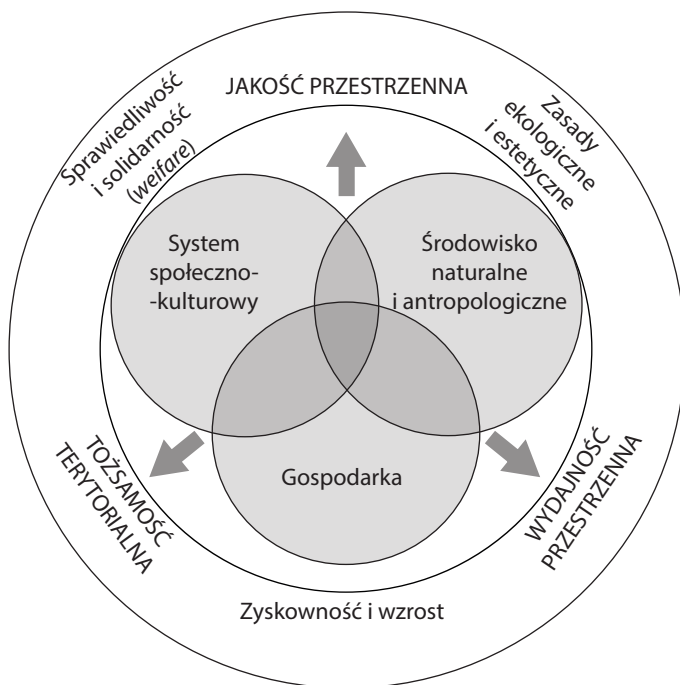 JAKOŚĆ PRZESTRZENNA
Sprawiedliwość
i solidarność
(weifare)
Zasady
ekologiczne
i estetyczne
System
społeczno-
-kulturowy
Środowisko
naturalne
i antropologiczne
Gospodarka
TOŻSAMOŚĆ
TERYTORIALNA
WYDAJNOŚĆ
PRZESTRZENNA
Zyskowność i wzrost